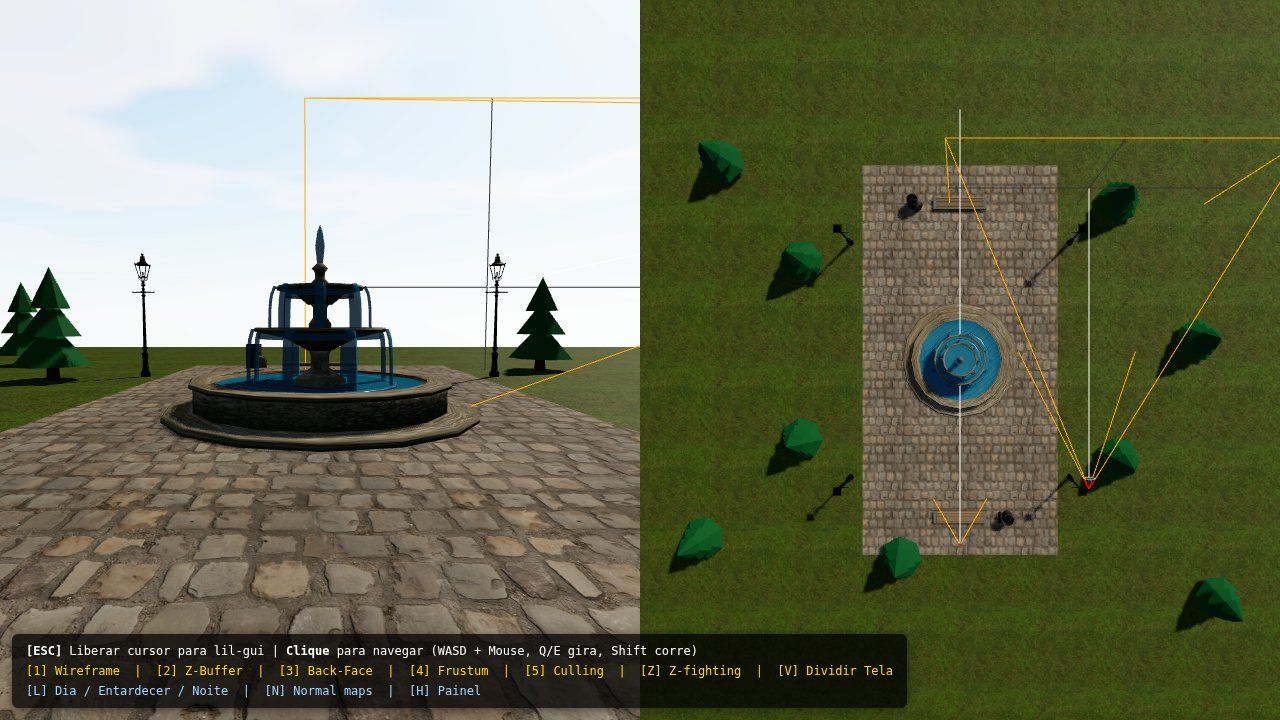 [ESC] Liberar cursor para lil-gui | Clique para navegar (WASD + Mouse, Q/E gira, Shift corre)
[1] Wireframe | [2] Z-Buffer | [3] Back-Face | [4] Frustum | [5] Culling | [Z] Z-fighting | [V] Dividir Tela
[L] Dia / Entardecer / Noite | [N] Normal maps | [H] Painel